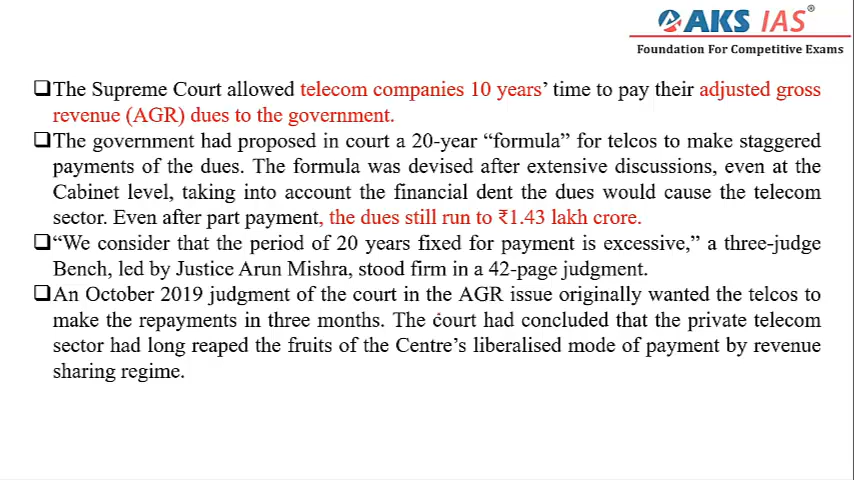 AKS IAS®
Foundation For Competitive Exams
❑The Supreme Court allowed telecom companies 10 years’ time to pay their adjusted gross
revenue (AGR) dues to the government.
❑The government had proposed in court a 20-year “formula” for telcos to make staggered
payments of the dues. The formula was devised after extensive discussions, even at the
Cabinet level, taking into account the financial dent the dues would cause the telecom
sector. Even after part payment, the dues still run to ₹1.43 lakh crore.
❑“We consider that the period of 20 years fixed for payment is excessive,” a three-judge
Bench, led by Justice Arun Mishra, stood firm in a 42-page judgment.
❑An October 2019 judgment of the court in the AGR issue originally wanted the telcos to
make the repayments in three months. The court had concluded that the private telecom
sector had long reaped the fruits of the Centre’s liberalised mode of payment by revenue
sharing regime.